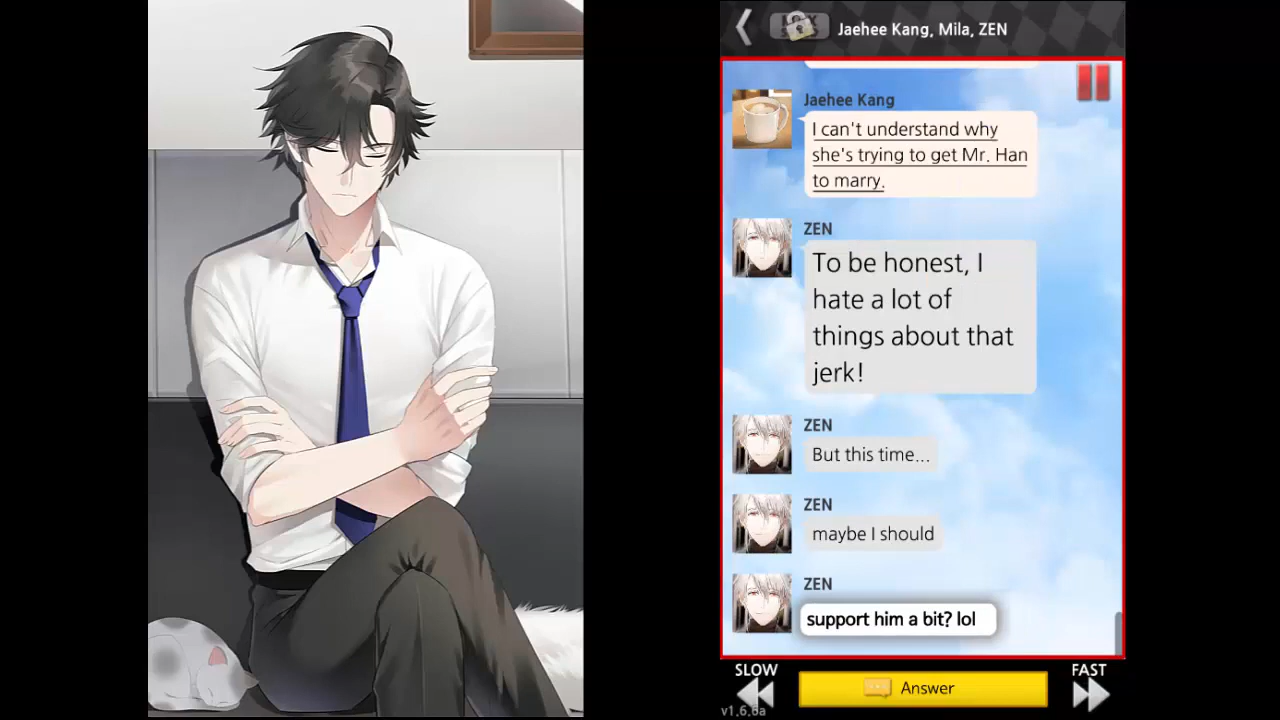 Jaehee Kang, Mila, ZEN
Jaehee Kang
I can't understand why
she's trying to get Mr. Han
to marry.
ZEN
To be honest, I
hate a lot of
things about that
jerk!
ZEN
But this time...
ZEN
maybe I should
ZEN
support him a bit? lol
SLOW
Answer
FAST
v1.6.6a